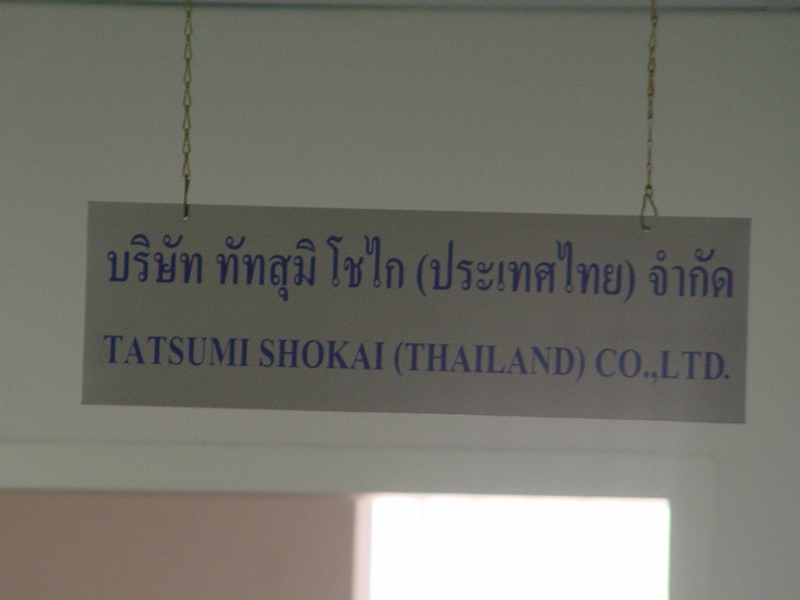 บริษัท ทัทสุมิ โชไก (ประเทศไทย) จำกัด
TATSUMI SHOKAI (THAILAND) CO.,LTD.